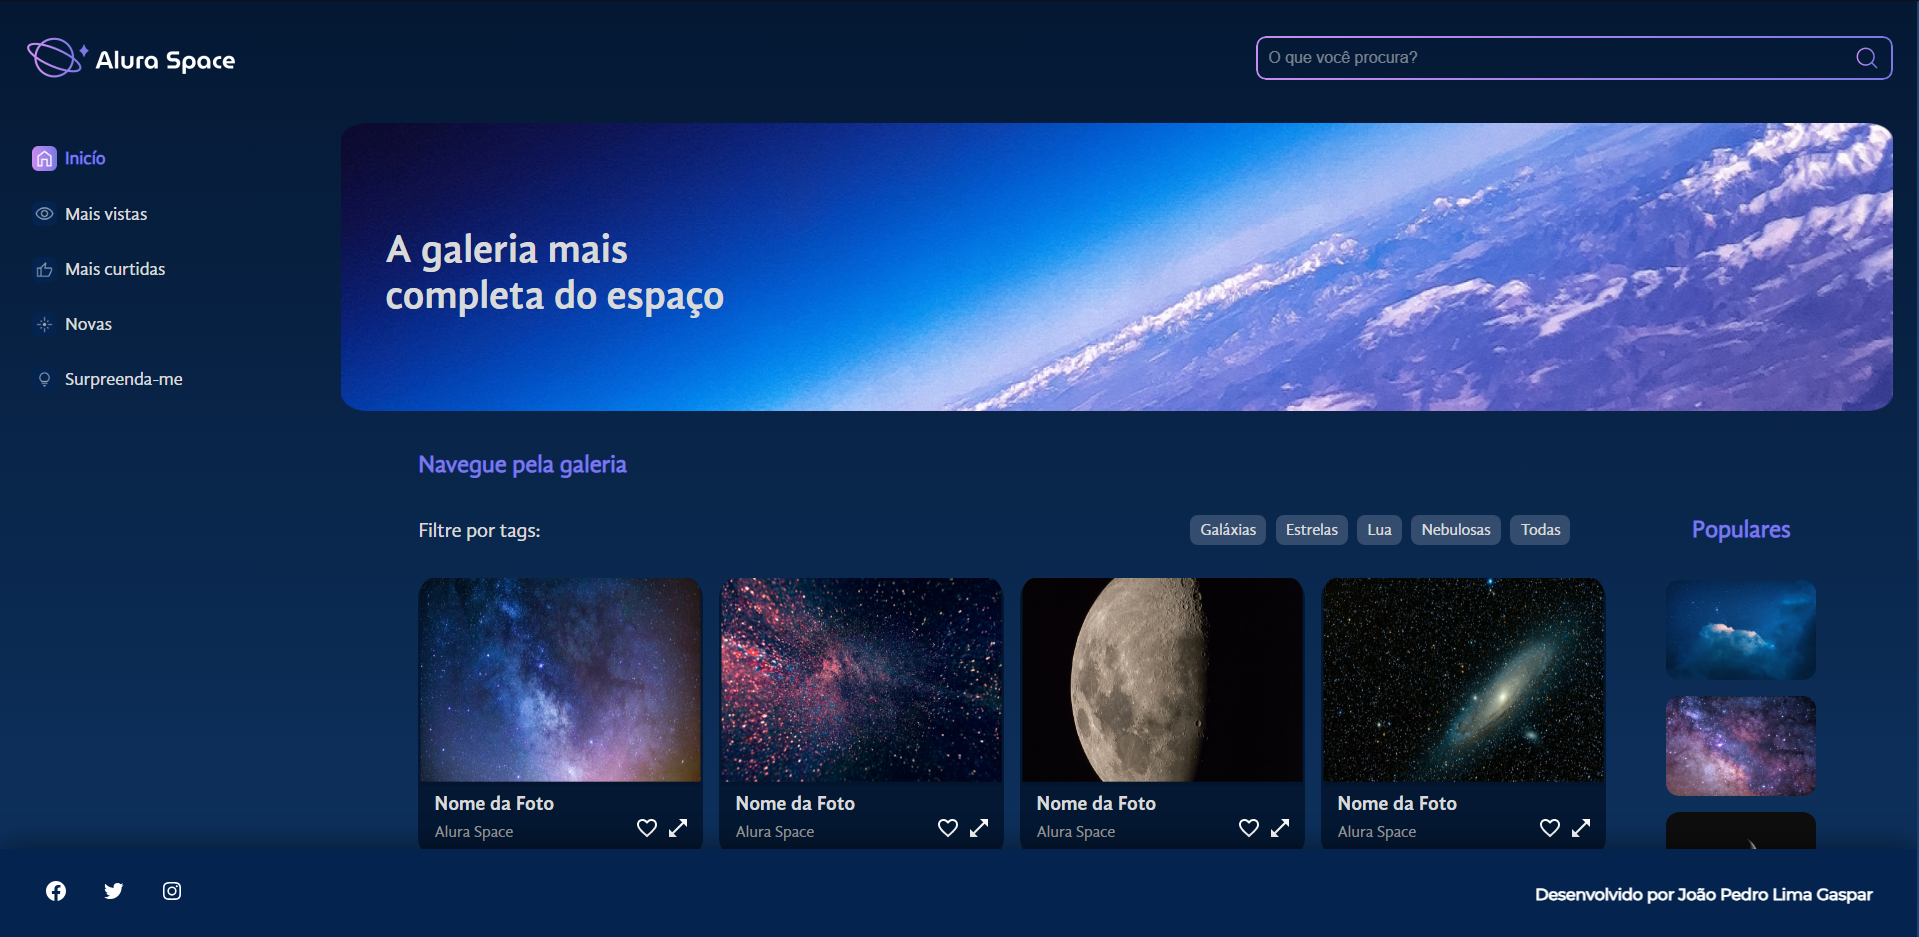 Alura Space
O que você procura?
Inicío
Mais vistas
Mais curtidas
Novas
Surpreenda-me
A galeria mais
completa do espaço
Navegue pela galeria
Filtre por tags:
Galáxias
Estrelas
Lua
Nebulosas
Todas
Populares
Nome da Foto
Alura Space
Nome da Foto
Alura Space
Nome da Foto
Alura Space
Nome da Foto
Alura Space
Desenvolvido por João Pedro Lima Gaspar